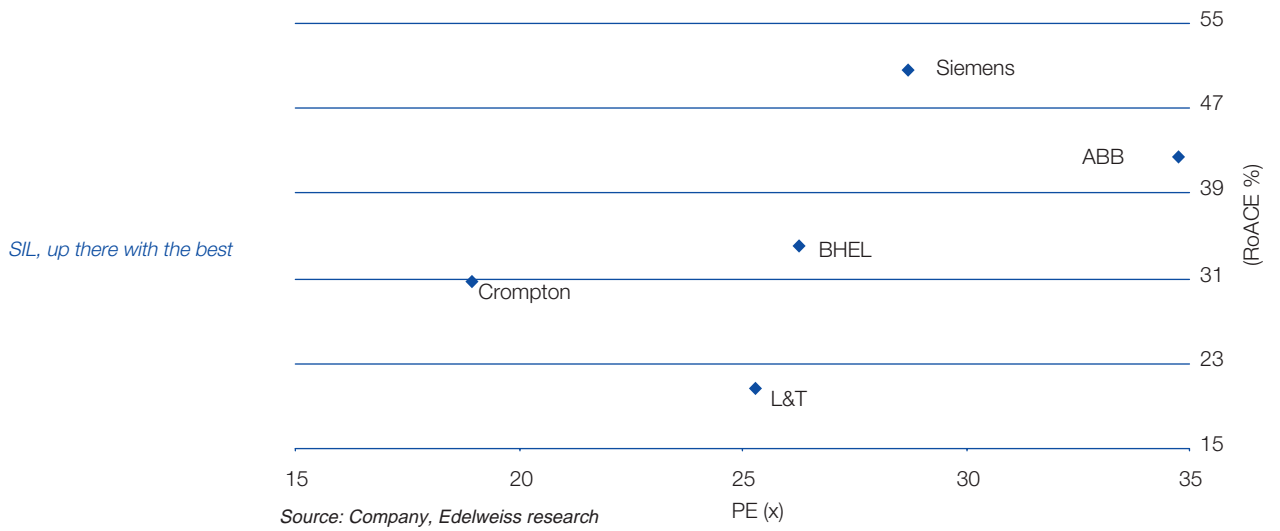 55
Siemens
47
ABB
39
(RoACE %)
SIL, up there with the best
BHEL
31
Crompton
23
L&T
15
15 20 25 30 35
PE (x)
Source: Company, Edelweiss research